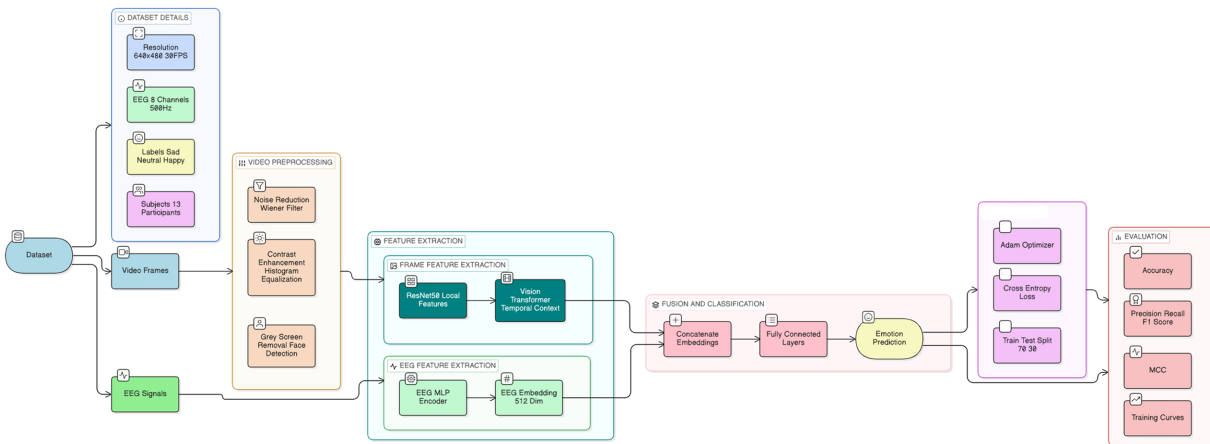 DATASET DETAILS
Resolution
640x480 30FPS
EEG 8 Channels
500Hz
Labels Sad
Neutral Happy
Subjects 13
Participants
Dataset
Video Frames
EEG Signals
VIDEO PREPROCESSING
Noise Reduction
Wiener Filter
Contrast
Enhancement
Histogram
Equalization
Grey Screen
Removal Face
Detection
FEATURE EXTRACTION
FRAME FEATURE EXTRACTION
ResNet50 Local
Features
Vision
Transformer
Temporal Context
EEG FEATURE EXTRACTION
EEG MLP
Encoder
EEG Embedding
512 Dim
FUSION AND CLASSIFICATION
Concatenate
Embeddings
Fully Connected
Layers
Emotion
Prediction
Adam Optimizer
Cross Entropy
Loss
Train Test Split
70 30
EVALUATION
Accuracy
Precision Recall
F1 Score
MCC
Training Curves